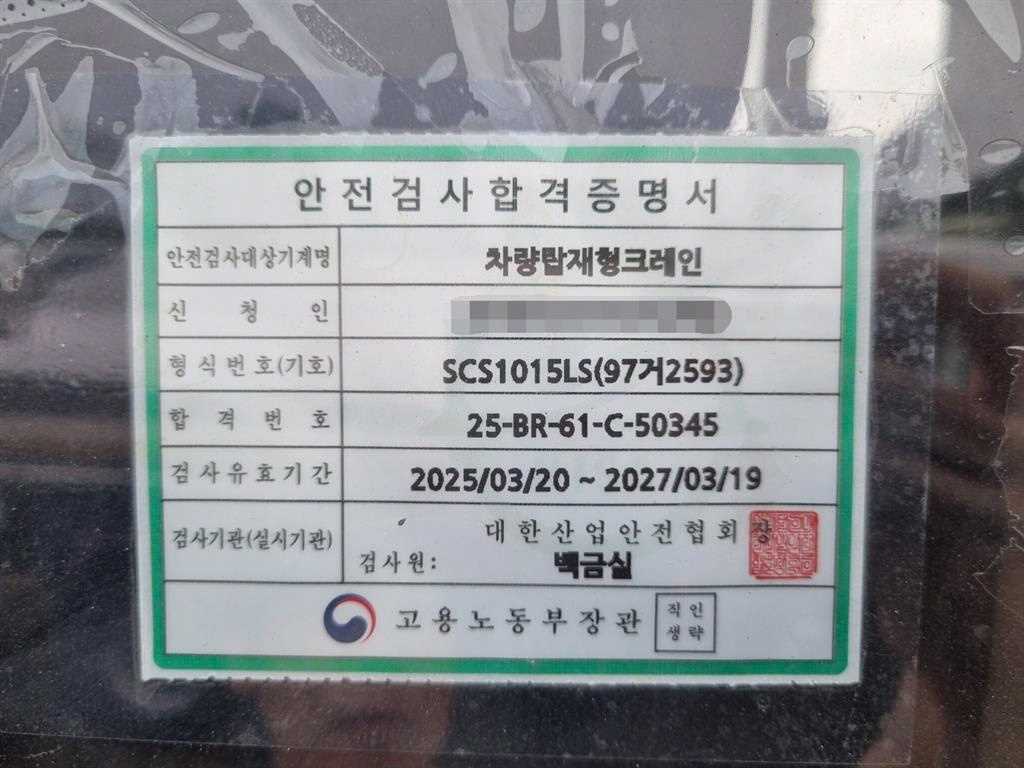 안전검사합격증명서
안전검사대상기계명 차량탑재형크레인
신 청 인
형식번호(기호) SCS1015LS(97거2593)
합 격 번 호 25-BR-61-C-50345
검사유효기간 2025/03/20 ~ 2027/03/19
검사기관(실시기관) 대한산업안전협회장
검사원: 백금실
고용노동부장관 직인
생략